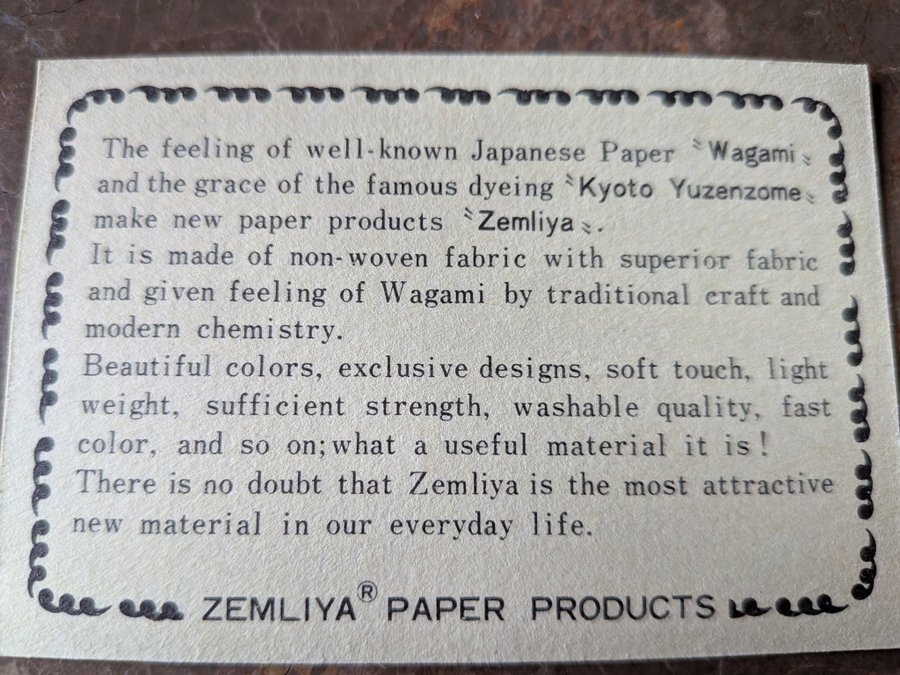 The feeling of well-known Japanese Paper 〝Wagami〟
and the grace of the famous dyeing 〝Kyoto Yuzenzome〟
make new paper products 〝Zemliya〟.
It is made of non-woven fabric with superior fabric
and given feeling of Wagami by traditional craft and
modern chemistry.
Beautiful colors, exclusive designs, soft touch, light
weight, sufficient strength, washable quality, fast
color, and so on; what a useful material it is!
There is no doubt that Zemliya is the most attractive
new material in our everyday life.
ZEMLIYA® PAPER PRODUCTS